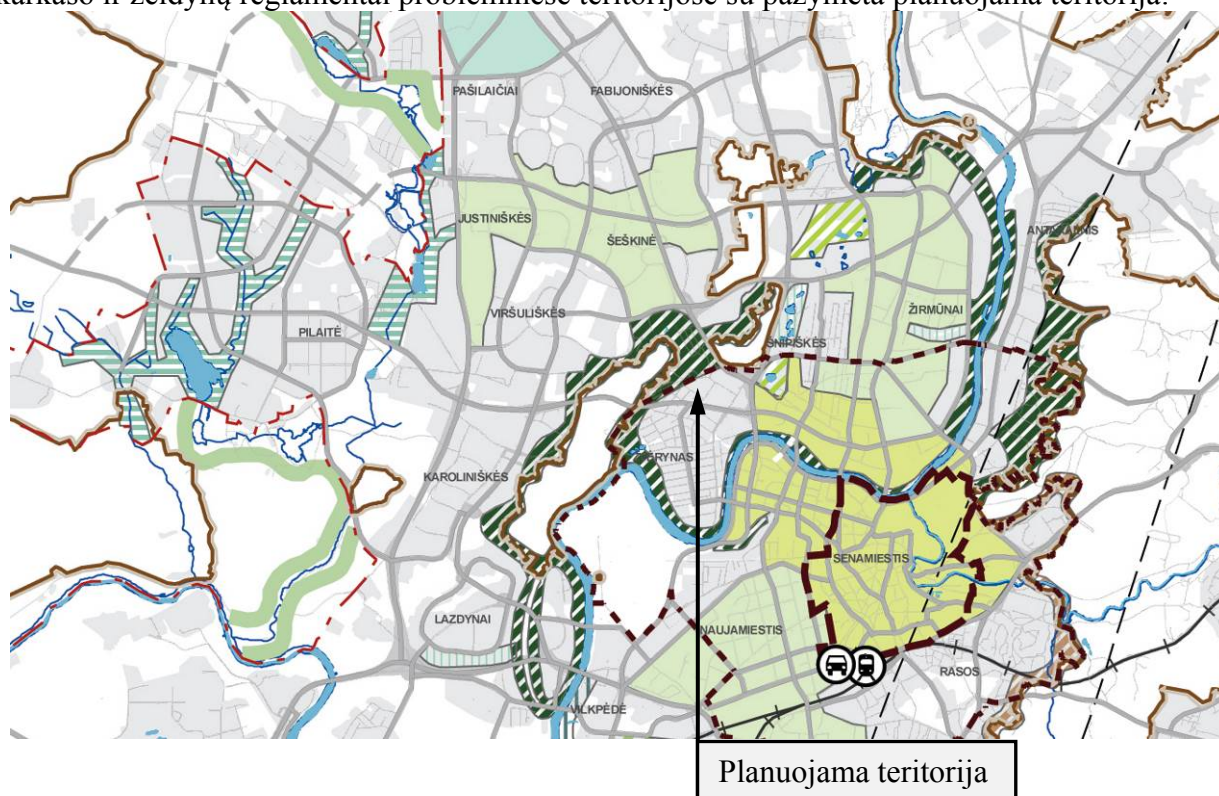 karkaso ir želdynų reglamentai probleminėse teritorijose su pažymėta planuojama teritorija.
PAŠILAIČIAI
FABIJONIŠKĖS
JUSTINIŠKĖS
ŠEŠKINĖ
ANTAKALNIS
VIRŠULIŠKĖS
ŽIRMŪNAI
PILAITĖ
ŠNIPIŠKĖS
ŽVĖRYNAS
KAROLINIŠKĖS
SENAMIESTIS
LAZDYNAI
NAUJAMIESTIS
RASOS
VILKPĖDĖ
Planuojama teritorija